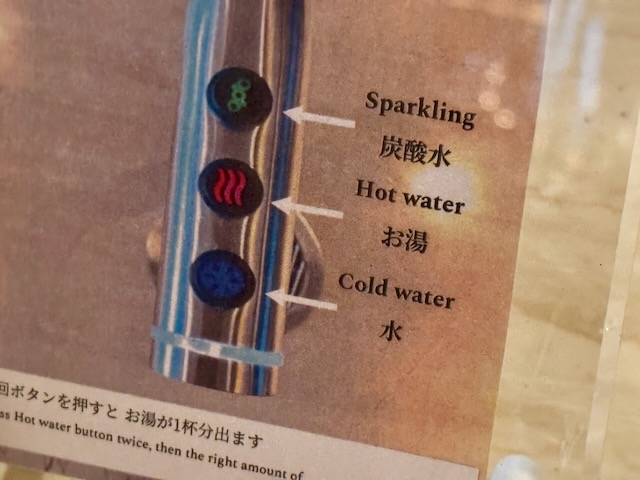 Sparkling
炭酸水
Hot water
お湯
Cold water
水
回ボタンを押すと お湯が1杯分出ます
ss Hot water button twice, then the right amount of